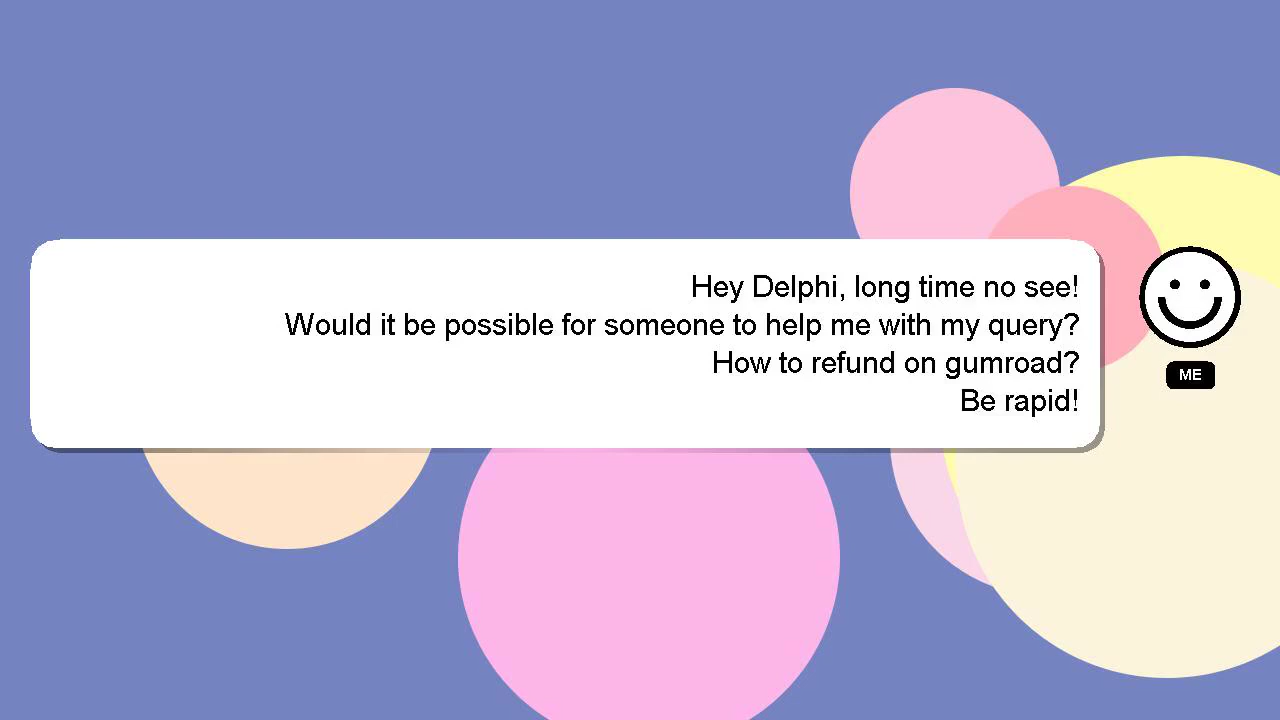 Hey Delphi, long time no see!
Would it be possible for someone to help me with my query?
How to refund on gumroad?
Be rapid!
ME